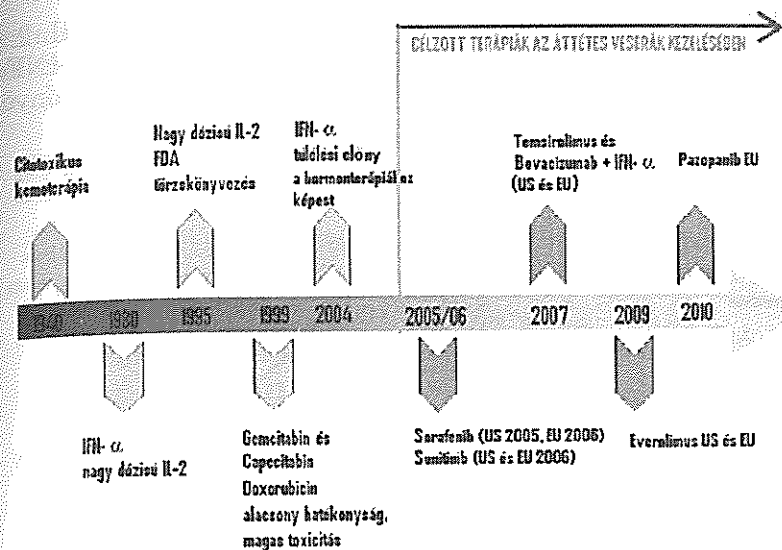 CÉLZOTT TERÁPIÁK AZ ÁTTÉTES VESERÁK KEZELÉSÉBEN
Citotoxikus
kemoterápia
Nagy dózisú IL-2
FDA
törzskönyvezés
IFN- α
túlélési előny
a hormonterápiához
képest
Temsirolimus és
Bevacizumab + IFN- α
(US és EU)
Pazopanib EU
1940
1980
1995
1999
2004
2005/06
2007
2009
2010
IFN- α
nagy dózisú IL-2
Gemcitabin és
Capecitabin
Doxorubicin
alacsony hatékonyság,
magas toxicitás
Sorafenib (US 2005, EU 2006)
Sunitinib (US és EU 2006)
Everolimus US és EU